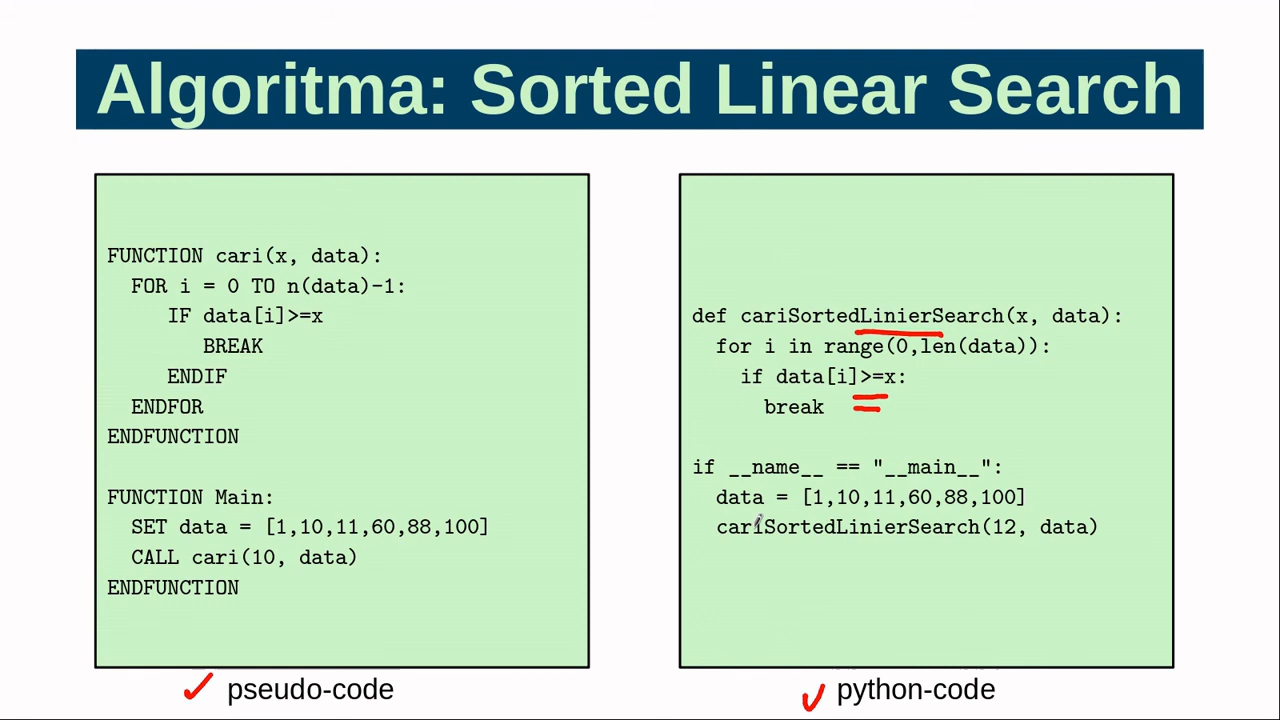 Algoritma: Sorted Linear Search
FUNCTION cari(x, data):
FOR i = 0 TO n(data)-1:
IF data[i]>=x
BREAK
ENDIF
ENDFOR
ENDFUNCTION
FUNCTION Main:
SET data = [1,10,11,60,88,100]
CALL cari(10, data)
ENDFUNCTION
pseudo-code
def cariSortedLinierSearch(x, data):
for i in range(0,len(data)):
if data[i]>=x:
break
if __name__ == "__main__":
data = [1,10,11,60,88,100]
cariSortedLinierSearch(12, data)
python-code